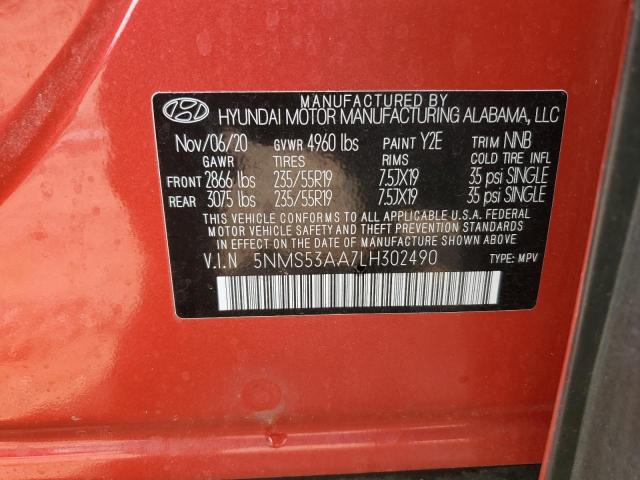 MANUFACTURED BY
HYUNDAI MOTOR MANUFACTURING ALABAMA, LLC
Nov/06/20 GVWR 4960 lbs PAINT Y2E TRIM NNB
GAWR TIRES RIMS COLD TIRE INFL
FRONT 2866 lbs 235/55R19 7.5JX19 35 psi SINGLE
REAR 3075 lbs 235/55R19 7.5JX19 35 psi SINGLE
THIS VEHICLE CONFORMS TO ALL APPLICABLE U.S.A. FEDERAL
MOTOR VEHICLE SAFETY, BUMPER, AND THEFT PREVENTION
STANDARDS IN EFFECT ON THE DATE OF MANUFACTURE SHOWN ABOVE.
V.I.N 5NMS53AA7LH302490 TYPE: MPV